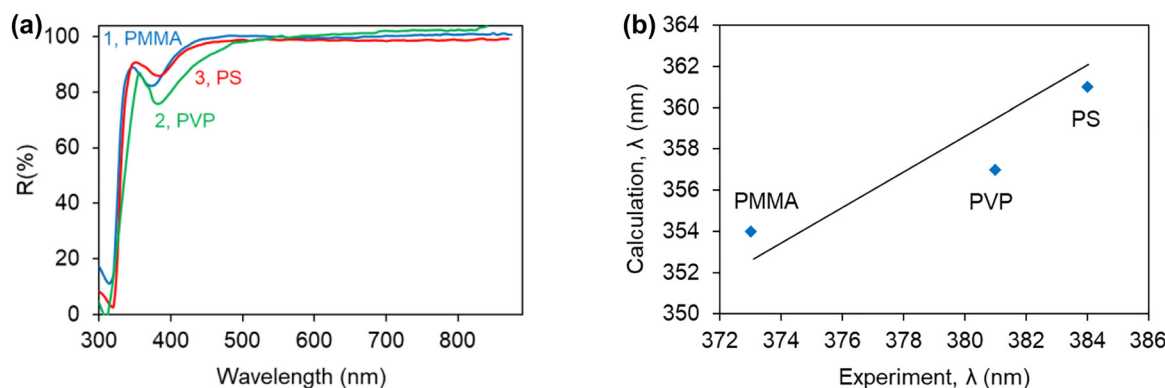 (a)
100
80
60
40
20
0
R(%)
1, PMMA
3, PS
2, PVP
300 400 500 600 700 800
Wavelength (nm)
(b)
364
362
360
358
356
354
352
350
Calculation, λ (nm)
PMMA
PVP
PS
372 374 376 378 380 382 384 386
Experiment, λ (nm)